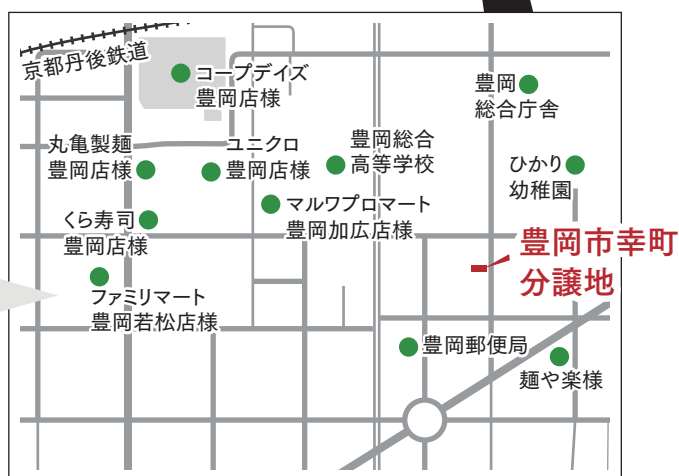 京都丹後鉄道
コープデイズ
豊岡店様
豊岡
総合庁舎
丸亀製麺
豊岡店様
ユニクロ
豊岡店様
豊岡総合
高等学校
ひかり
幼稚園
くら寿司
豊岡店様
マルワプロマート
豊岡加広店様
豊岡市幸町
分譲地
ファミリマート
豊岡若松店様
豊岡郵便局
麺や楽様